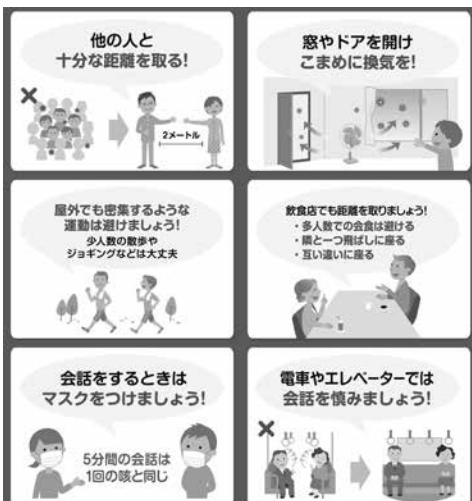 他の人と
十分な距離を取る!
2メートル
窓やドアを開け
こまめに換気を!
屋外でも密集するような
運動は避けましょう!
少人数の散歩や
ジョギングなどは大丈夫
飲食店でも距離を取りましょう!
・多人数での会食は避ける
・隣と一つ飛ばしに座る
・互い違いに座る
会話をするときは
マスクをつけましょう!
5分間の会話は
1回の咳と同じ
電車やエレベーターでは
会話を慎みましょう!